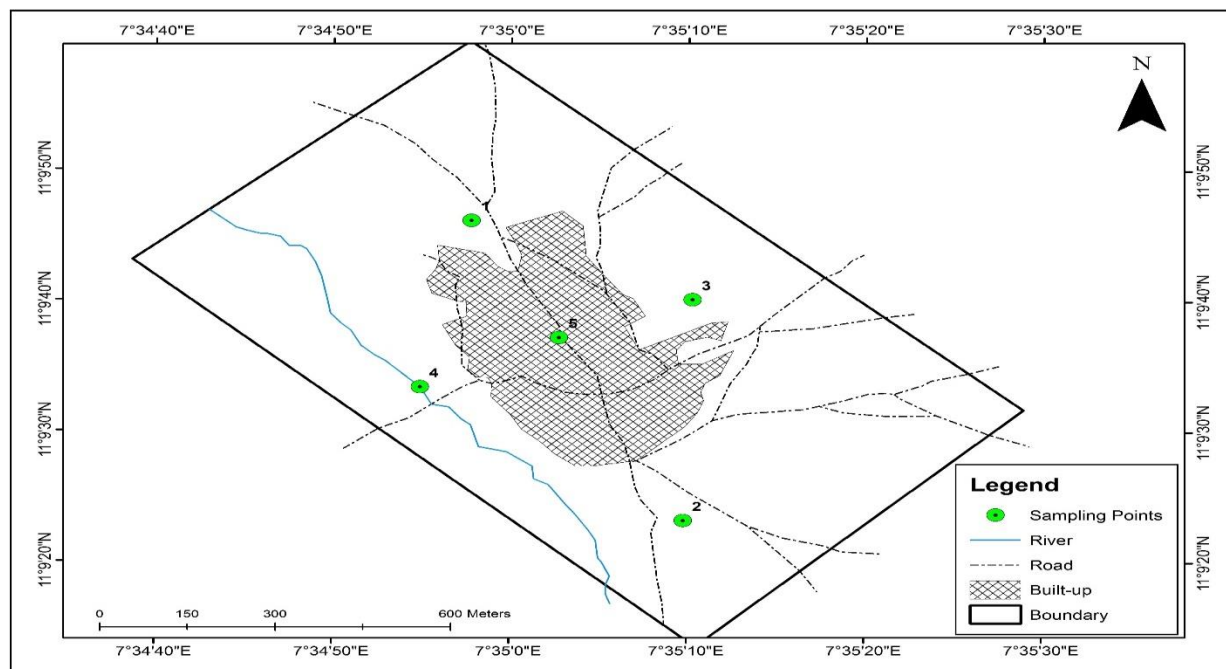 7°34'40"E 7°34'50"E 7°35'0"E 7°35'10"E 7°35'20"E 7°35'30"E
N
11°9'50"N 11°9'50"N
1
3
11°9'40"N 11°9'40"N
5
4
11°9'30"N 11°9'30"N
Legend
2 Sampling Points
River
Road
11°9'20"N 11°9'20"N
Built-up
0 150 300 600 Meters
Boundary
7°34'40"E 7°34'50"E 7°35'0"E 7°35'10"E 7°35'20"E 7°35'30"E